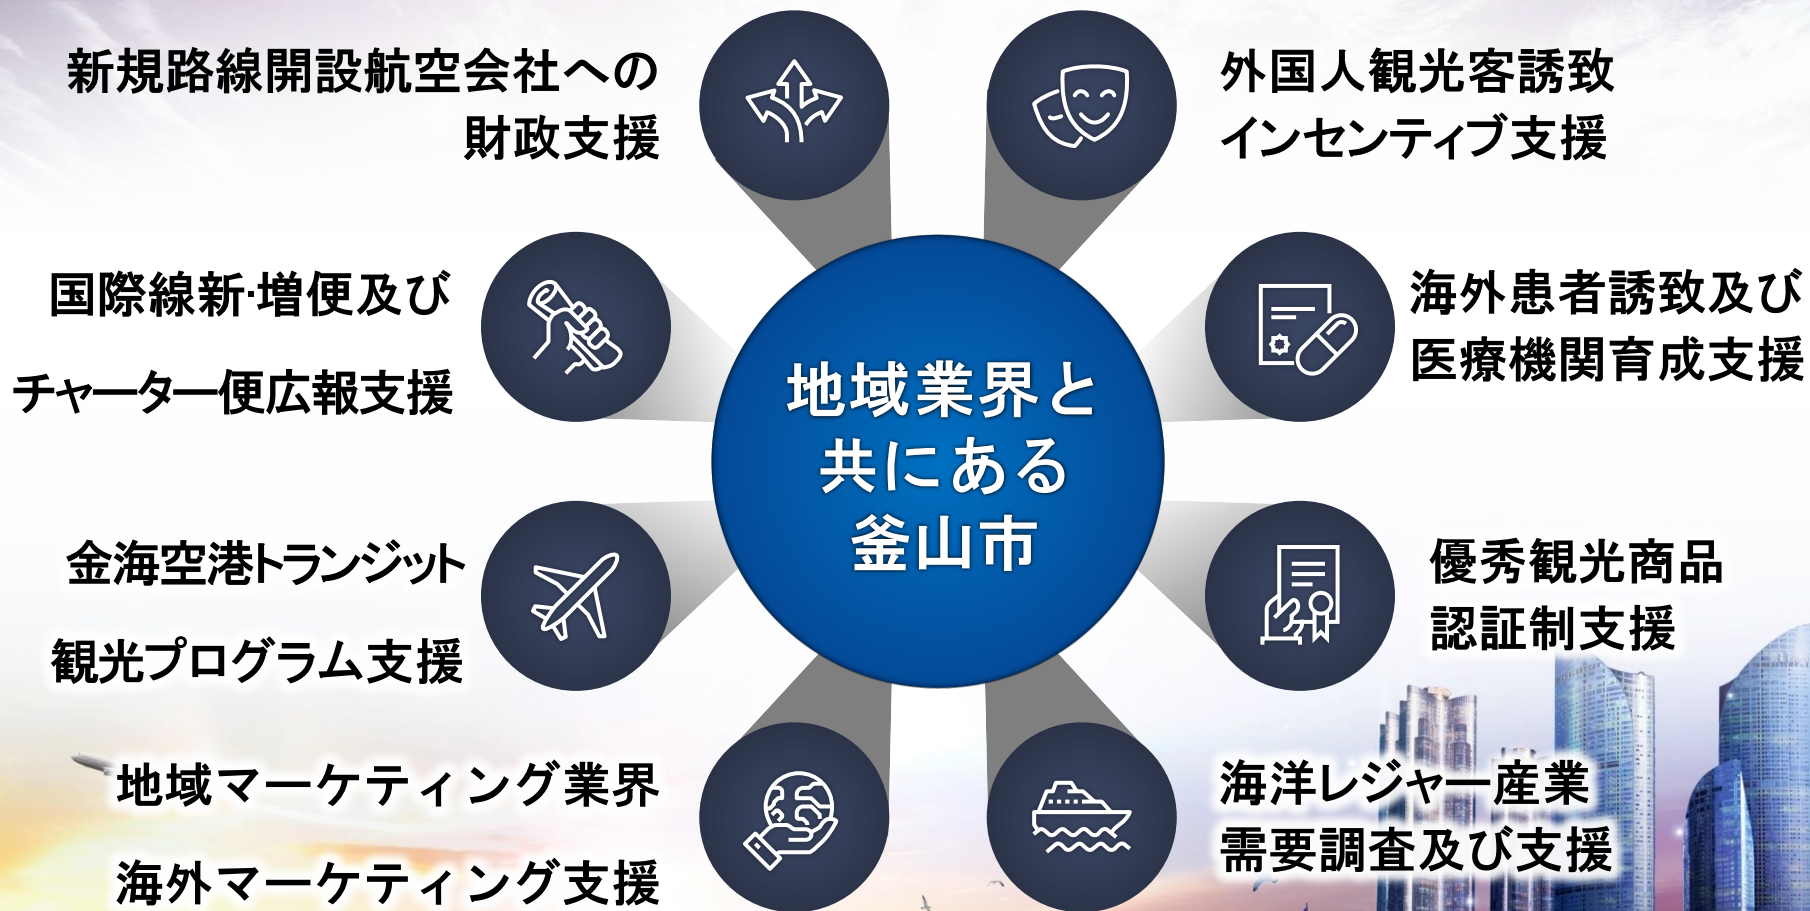 新規路線開設航空会社への
財政支援
外国人観光客誘致
インセンティブ支援
国際線新·増便及び
チャーター便広報支援
海外患者誘致及び
医療機関育成支援
地域業界と
共にある
釜山市
金海空港トランジット
観光プログラム支援
優秀観光商品
認証制支援
地域マーケティング業界
海外マーケティング支援
海洋レジャー産業
需要調査及び支援